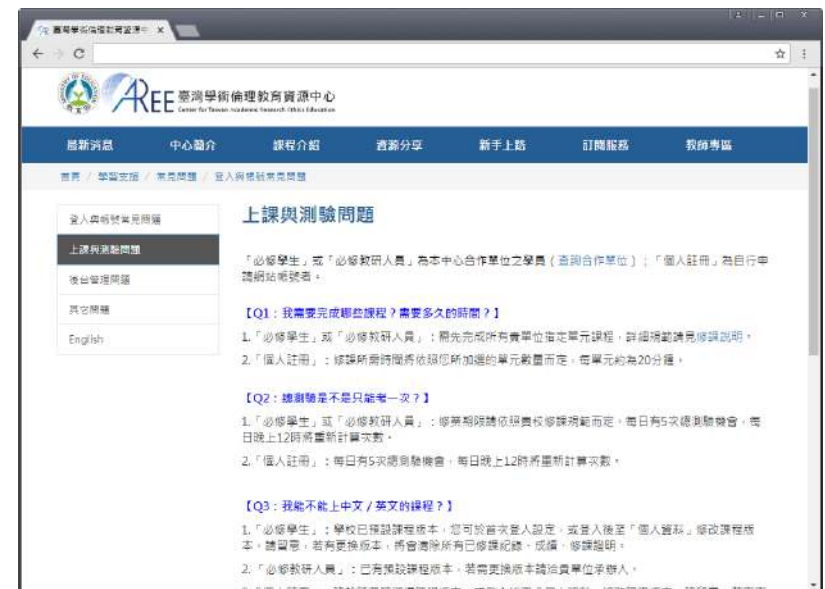 臺灣學術倫理教育資源中
AREE 臺灣學術倫理教育資源中心
Center for Taiwan Academic Research Ethics Education
最新消息 中心簡介 課程介紹 資源分享 新手上路 訂閱服務 教師專區
首頁 / 學習支援 / 常見問題 / 登入與帳號常見問題
登入與帳號常見問題
上課與測驗問題
後台管理問題
其它問題
English
上課與測驗問題
「必修學生」或「必修教研人員」為本中心合作單位之學員（查詢合作單位）；「個人註冊」為自行申
請網站帳號者。
【Q1：我需要完成哪些課程？需要多久的時間？】
1.「必修學生」或「必修教研人員」：需先完成所有貴單位指定單元課程，詳細規範請見修課說明。
2.「個人註冊」：修課所需時間將依照您所加選的單元數量而定，每單元約為20分鐘。
【Q2：總測驗是不是只能考一次？】
1.「必修學生」或「必修教研人員」：修業期限請依照貴校修課規範而定，每日有5次總測驗機會，每
日晚上12時將重新計算次數。
2.「個人註冊」：每日有5次總測驗機會，每日晚上12時將重新計算次數。
【Q3：我能不能上中文 / 英文的課程？】
1.「必修學生」：學校已預設課程版本，您可於首次登入設定，或登入後至「個人資料」修改課程版
本。請留意，若有更換版本，將會清除所有已修課紀錄、成績、修課證明。
2.「必修教研人員」：已有預設課程版本，若需更換版本請洽貴單位承辦人。